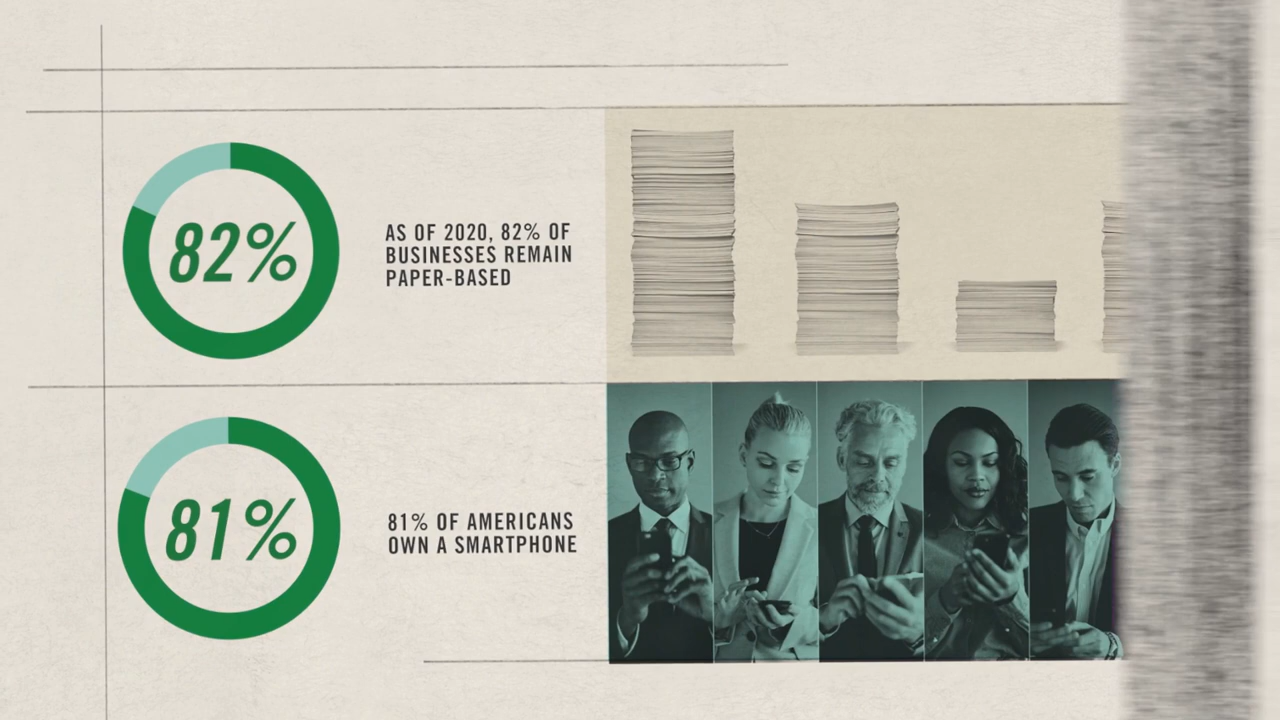 82%
AS OF 2020, 82% OF
BUSINESSES REMAIN
PAPER-BASED
81%
81% OF AMERICANS
OWN A SMARTPHONE